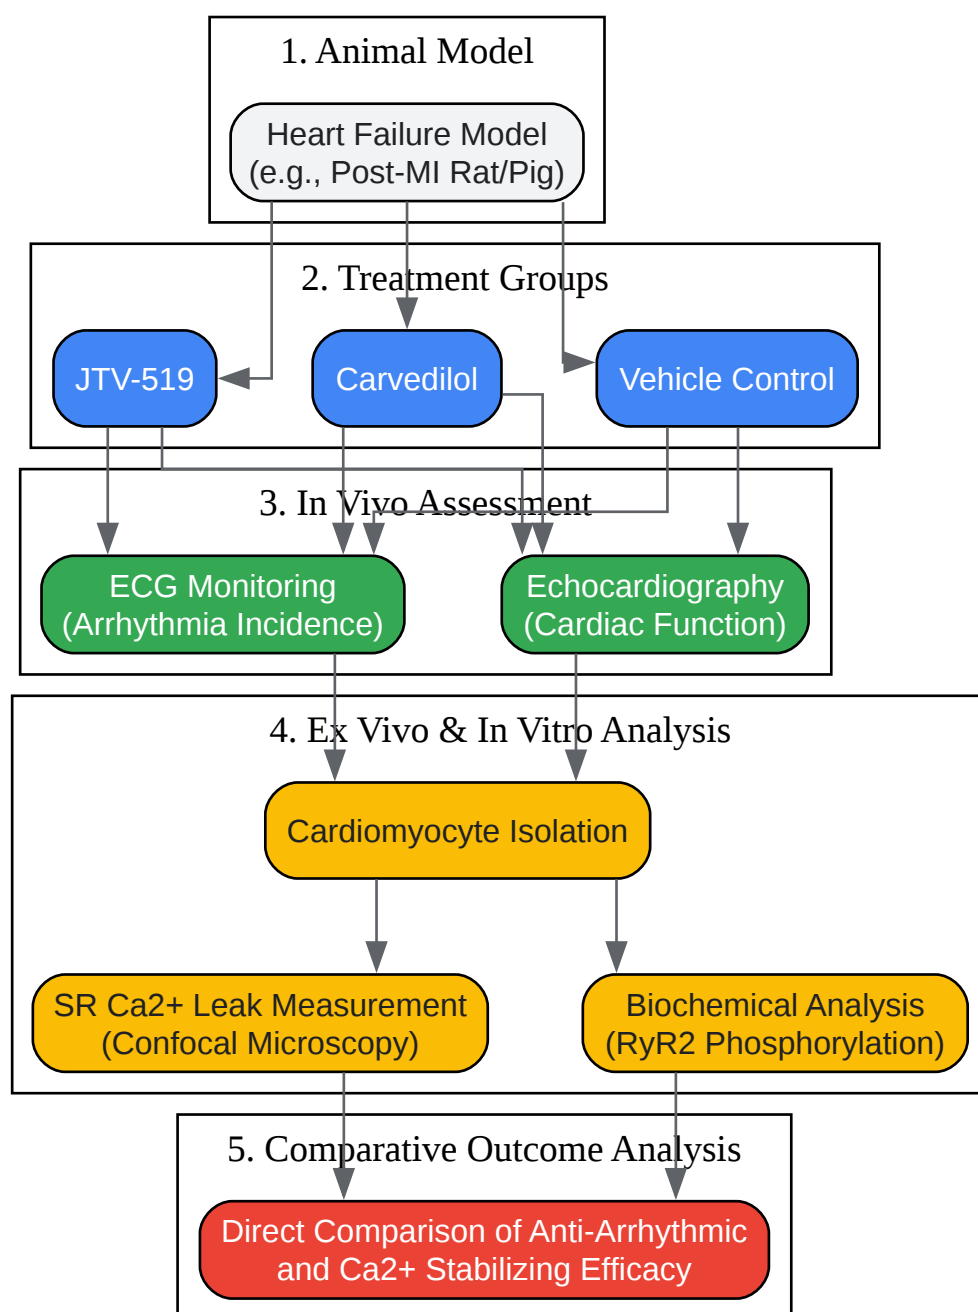 1. Animal Model
Heart Failure Model
(e.g., Post-MI Rat/Pig)
2. Treatment Groups
JTV-519
Carvedilol
Vehicle Control
3. In Vivo Assessment
ECG Monitoring
(Arrhythmia Incidence)
Echocardiography
(Cardiac Function)
4. Ex Vivo & In Vitro Analysis
Cardiomyocyte Isolation
SR Ca2+ Leak Measurement
(Confocal Microscopy)
Biochemical Analysis
(RyR2 Phosphorylation)
5. Comparative Outcome Analysis
Direct Comparison of Anti-Arrhythmic
and Ca2+ Stabilizing Efficacy